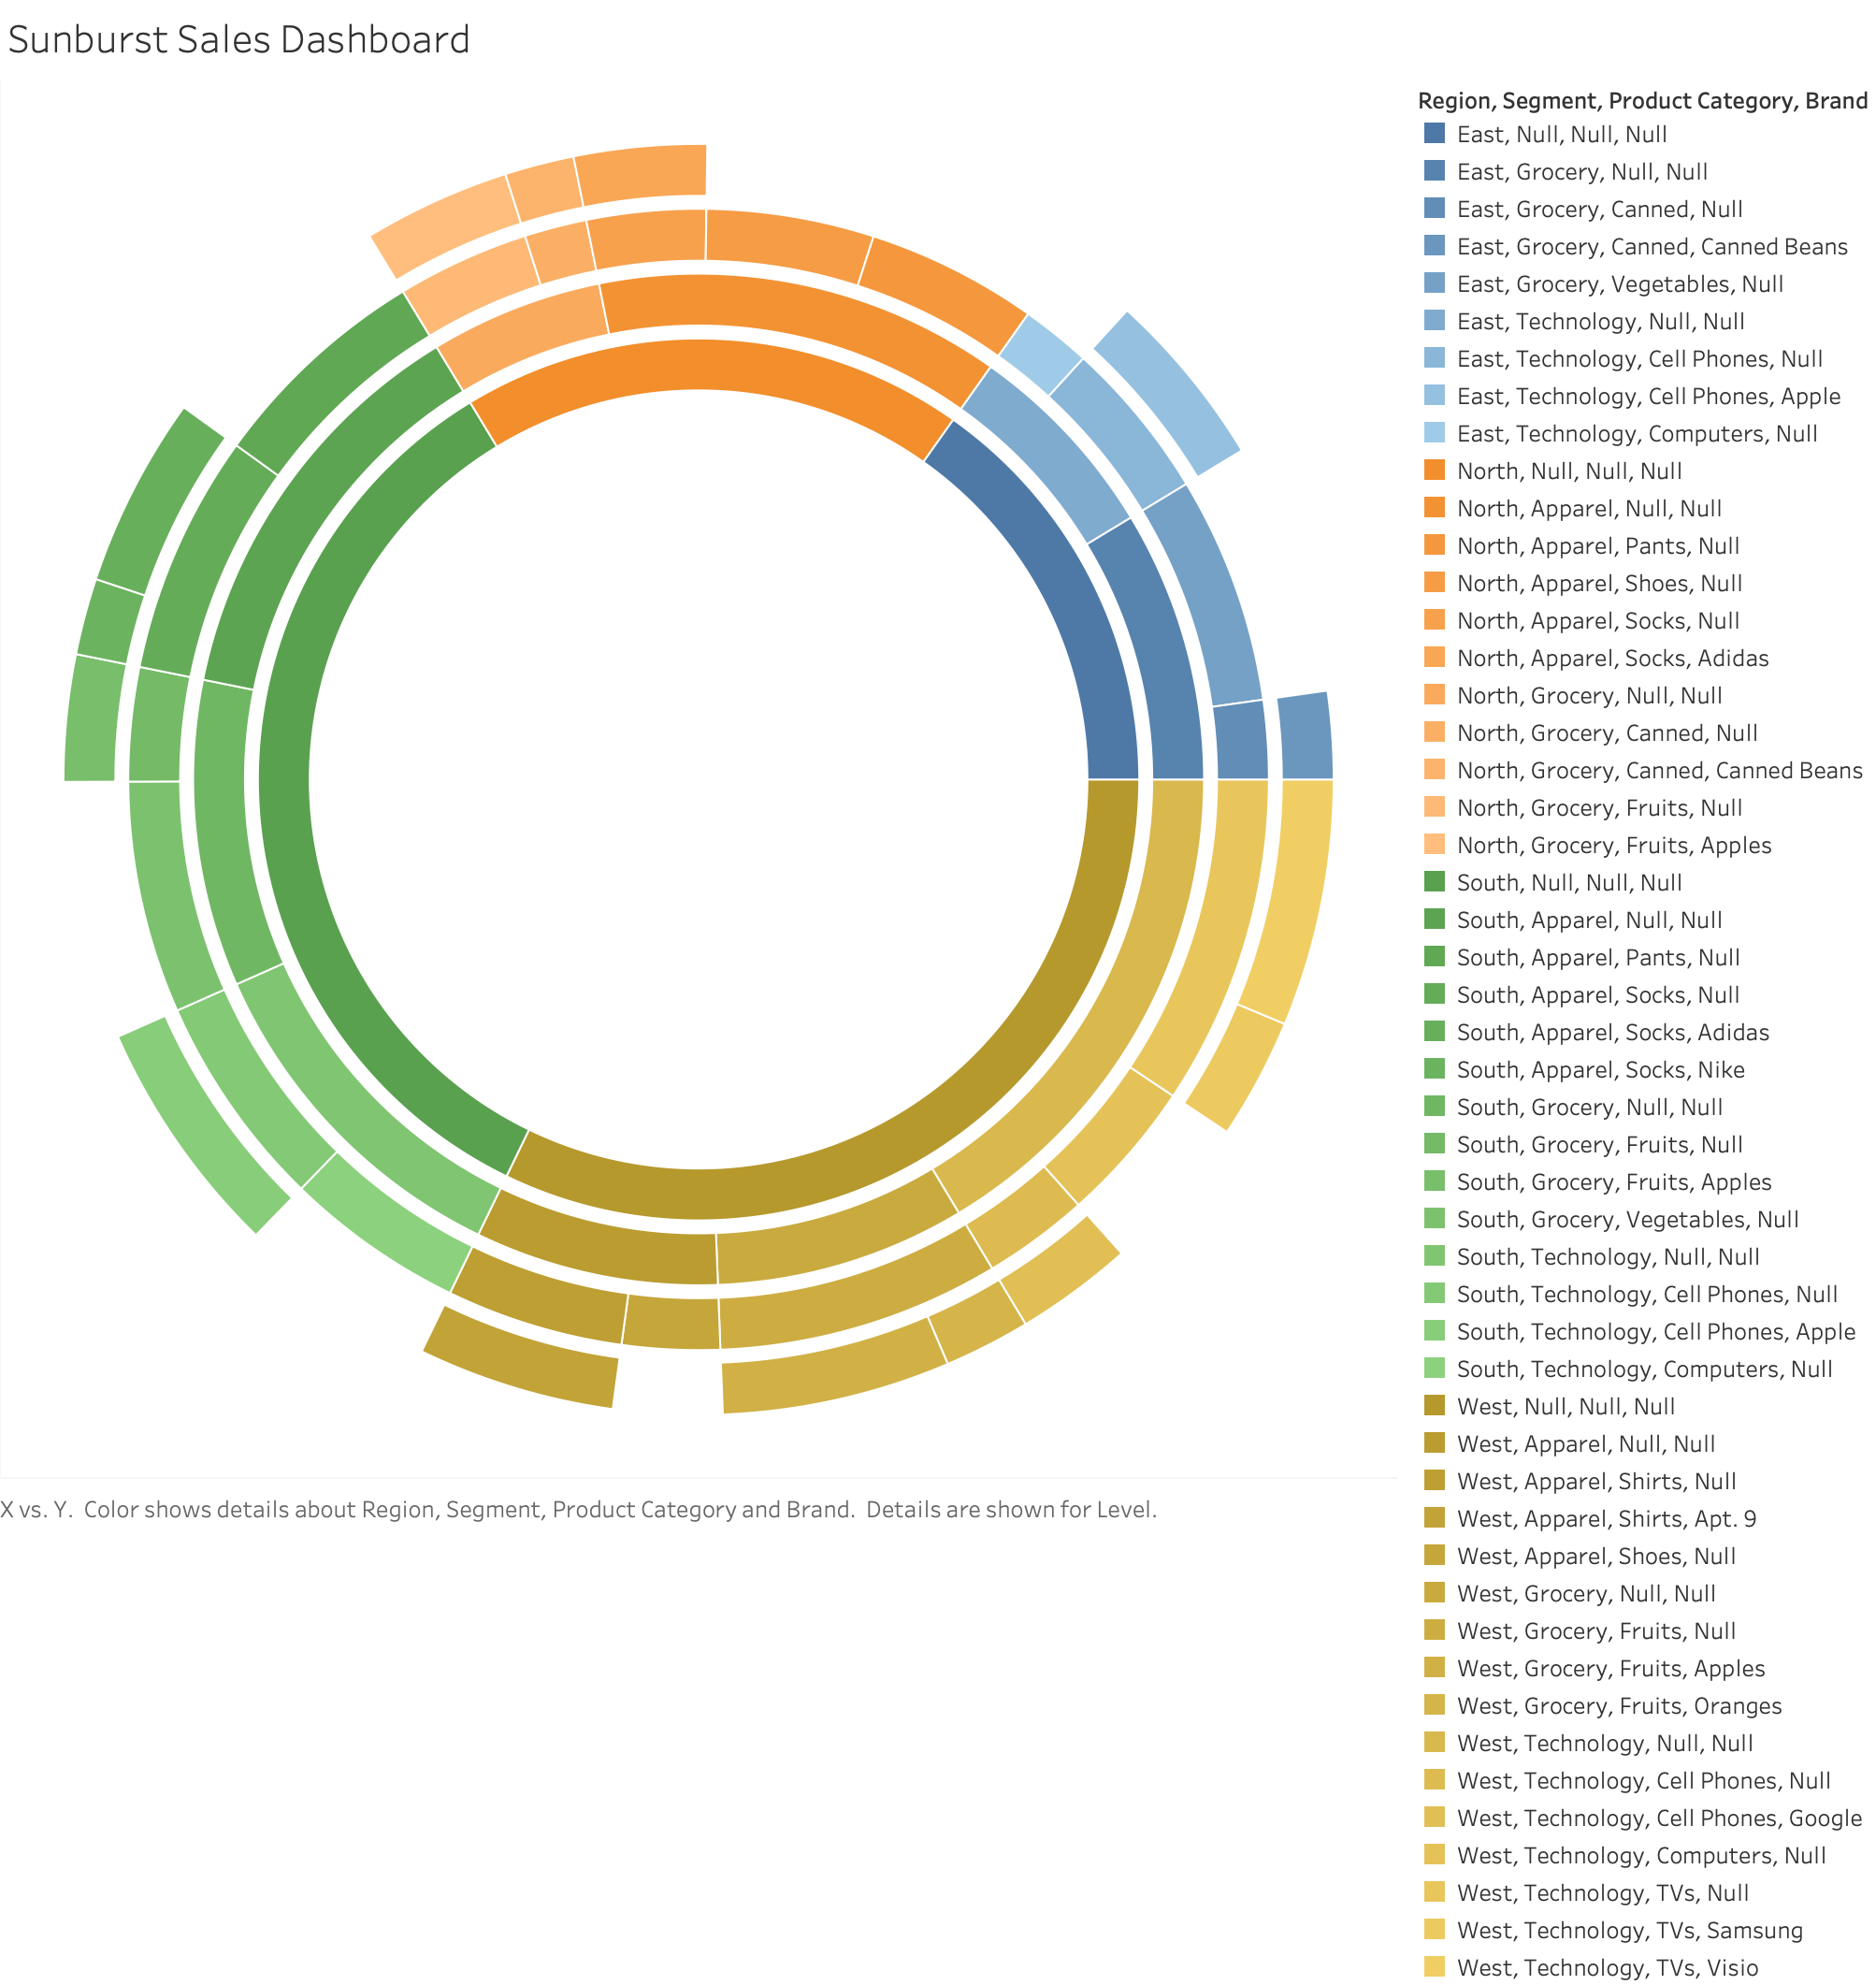 Sunburst Sales Dashboard
Region, Segment, Product Category, Brand
East, Null, Null, Null
East, Grocery, Null, Null
East, Grocery, Canned, Null
East, Grocery, Canned, Canned Beans
East, Grocery, Vegetables, Null
East, Technology, Null, Null
East, Technology, Cell Phones, Null
East, Technology, Cell Phones, Apple
East, Technology, Computers, Null
North, Null, Null, Null
North, Apparel, Null, Null
North, Apparel, Pants, Null
North, Apparel, Shoes, Null
North, Apparel, Socks, Null
North, Apparel, Socks, Adidas
North, Grocery, Null, Null
North, Grocery, Canned, Null
North, Grocery, Canned, Canned Beans
North, Grocery, Fruits, Null
North, Grocery, Fruits, Apples
South, Null, Null, Null
South, Apparel, Null, Null
South, Apparel, Pants, Null
South, Apparel, Socks, Null
South, Apparel, Socks, Adidas
South, Apparel, Socks, Nike
South, Grocery, Null, Null
South, Grocery, Fruits, Null
South, Grocery, Fruits, Apples
South, Grocery, Vegetables, Null
South, Technology, Null, Null
South, Technology, Cell Phones, Null
South, Technology, Cell Phones, Apple
South, Technology, Computers, Null
West, Null, Null, Null
West, Apparel, Null, Null
West, Apparel, Shirts, Null
West, Apparel, Shirts, Apt. 9
West, Apparel, Shoes, Null
West, Grocery, Null, Null
West, Grocery, Fruits, Null
West, Grocery, Fruits, Apples
West, Grocery, Fruits, Oranges
West, Technology, Null, Null
West, Technology, Cell Phones, Null
West, Technology, Cell Phones, Google
West, Technology, Computers, Null
West, Technology, TVs, Null
West, Technology, TVs, Samsung
West, Technology, TVs, Visio
X vs. Y.  Color shows details about Region, Segment, Product Category and Brand.  Details are shown for Level.